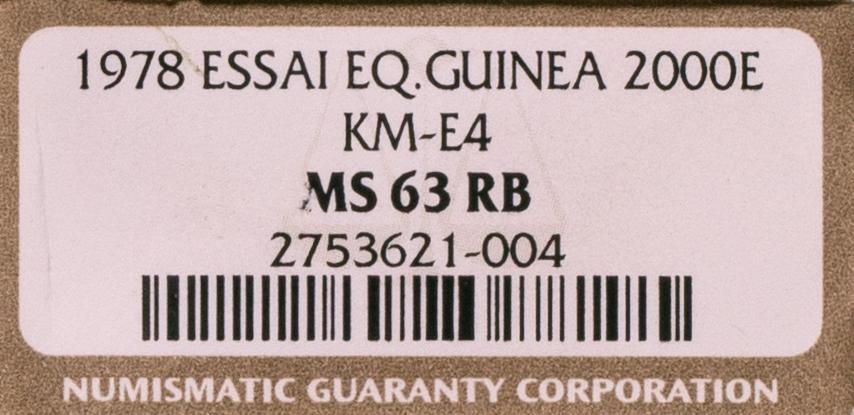 1978 ESSAI EQ.GUINEA 2000E
KM-E4
MS 63 RB
2753621-004
NUMISMATIC GUARANTY CORPORATION